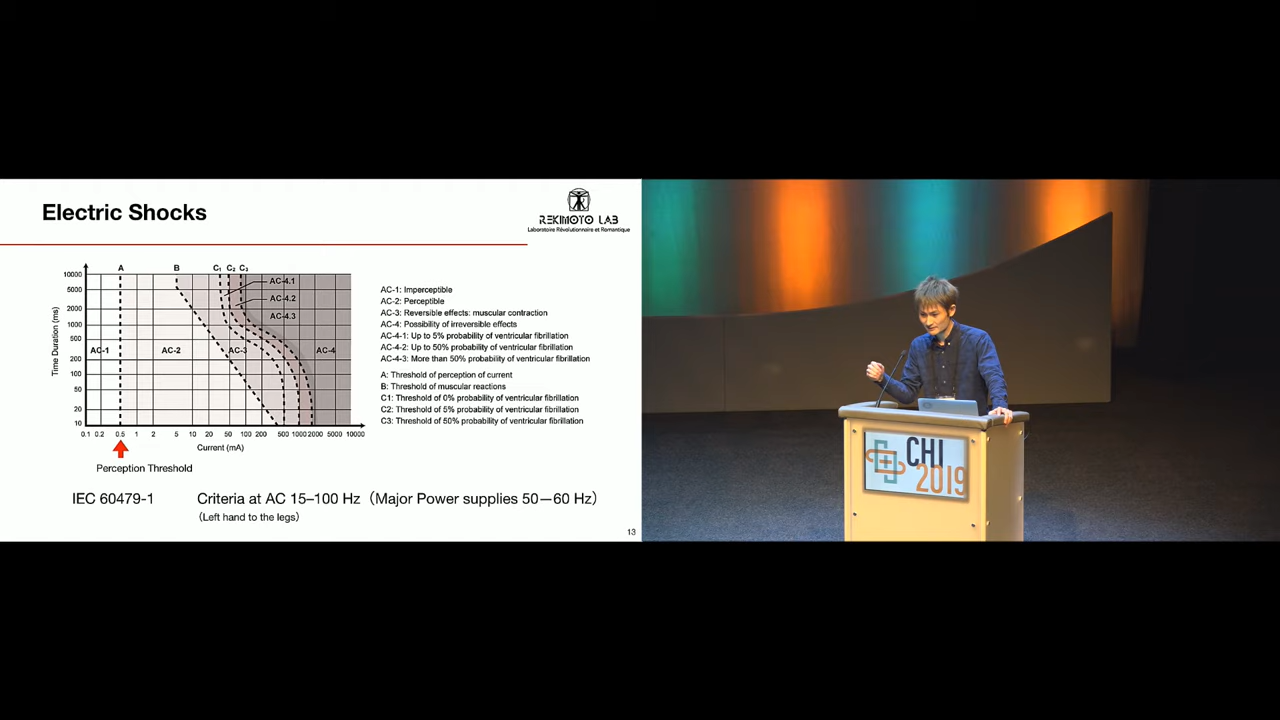 Electric Shocks
REKIMOTO LAB
Laboratoire Révolutionnaire et Romantique
A B C₁ C₂ C₃
10000
5000
2000
1000
500
200
100
50
20
10
Time Duration (ms)
AC-4.1
AC-4.2
AC-4.3
AC-1 AC-2 AC-3 AC-4
0.1 0.2 0.5 1 2 5 10 20 50 100 200 500 1000 2000 5000 10000
Current (mA)
Perception Threshold
AC-1: Imperceptible
AC-2: Perceptible
AC-3: Reversible effects: muscular contraction
AC-4: Possibility of irreversible effects
AC-4-1: Up to 5% probability of ventricular fibrillation
AC-4-2: Up to 50% probability of ventricular fibrillation
AC-4-3: More than 50% probability of ventricular fibrillation
A: Threshold of perception of current
B: Threshold of muscular reactions
C1: Threshold of 0% probability of ventricular fibrillation
C2: Threshold of 5% probability of ventricular fibrillation
C3: Threshold of 50% probability of ventricular fibrillation
IEC 60479-1 Criteria at AC 15–100 Hz（Major Power supplies 50—60 Hz）
（Left hand to the legs）
13
CHI
2019